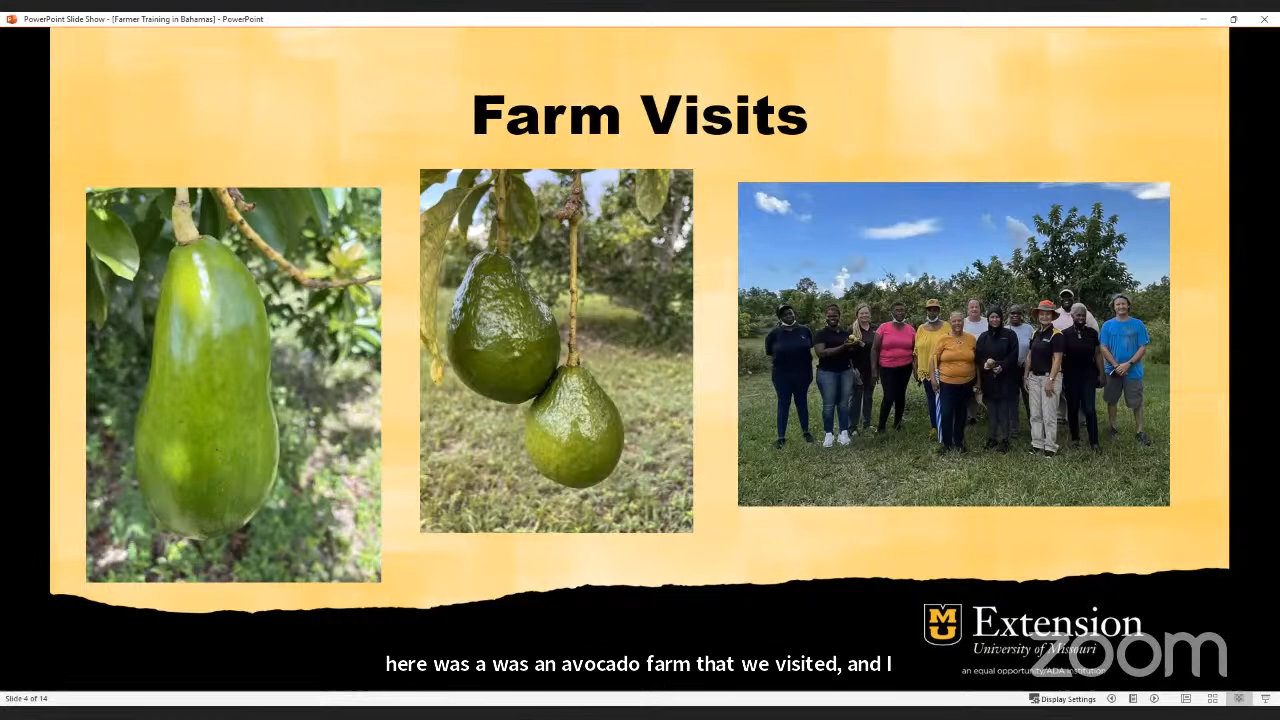 PowerPoint Slide Show - [Farmer Training in Bahamas] - PowerPoint
Farm Visits
MU
Extension
University of Missouri
an equal opportunity/ADA institution
zoom
here was a was an avocado farm that we visited, and I
Slide 4 of 14
Display Settings